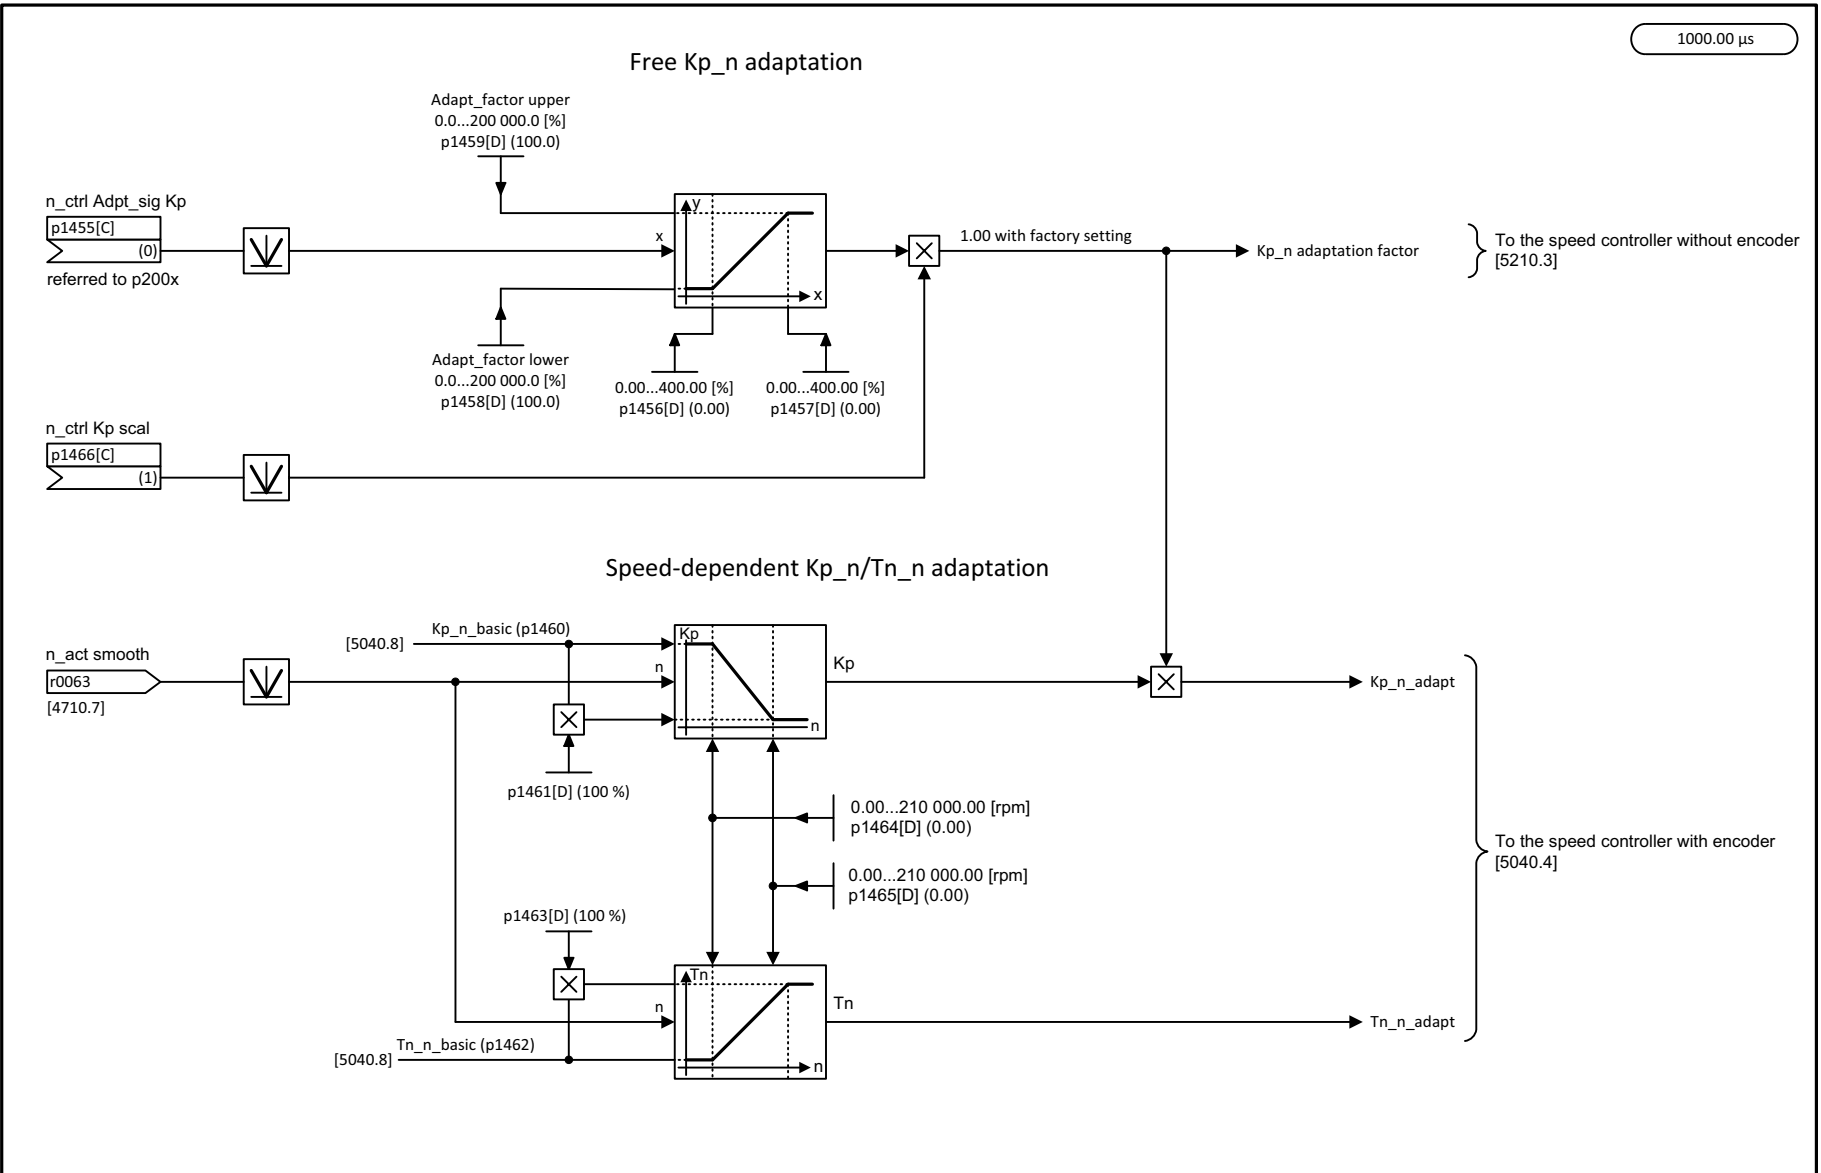 1000.00 µs
Free Kp_n adaptation
Adapt_factor upper
0.0...200 000.0 [%]
p1459[D] (100.0)
n_ctrl Adpt_sig Kp
p1455[C]
(0)
referred to p200x
y
x
x
1.00 with factory setting
Kp_n adaptation factor
To the speed controller without encoder
[5210.3]
Adapt_factor lower
0.0...200 000.0 [%]
p1458[D] (100.0)
0.00...400.00 [%]
p1456[D] (0.00)
0.00...400.00 [%]
p1457[D] (0.00)
n_ctrl Kp scal
p1466[C]
(1)
Speed-dependent Kp_n/Tn_n adaptation
[5040.8]
Kp_n_basic (p1460)
n_act smooth
r0063
[4710.7]
Kp
n
n
Kp
Kp_n_adapt
p1461[D] (100 %)
0.00...210 000.00 [rpm]
p1464[D] (0.00)
0.00...210 000.00 [rpm]
p1465[D] (0.00)
To the speed controller with encoder
[5040.4]
p1463[D] (100 %)
Tn
n
n
Tn
Tn_n_adapt
[5040.8]
Tn_n_basic (p1462)